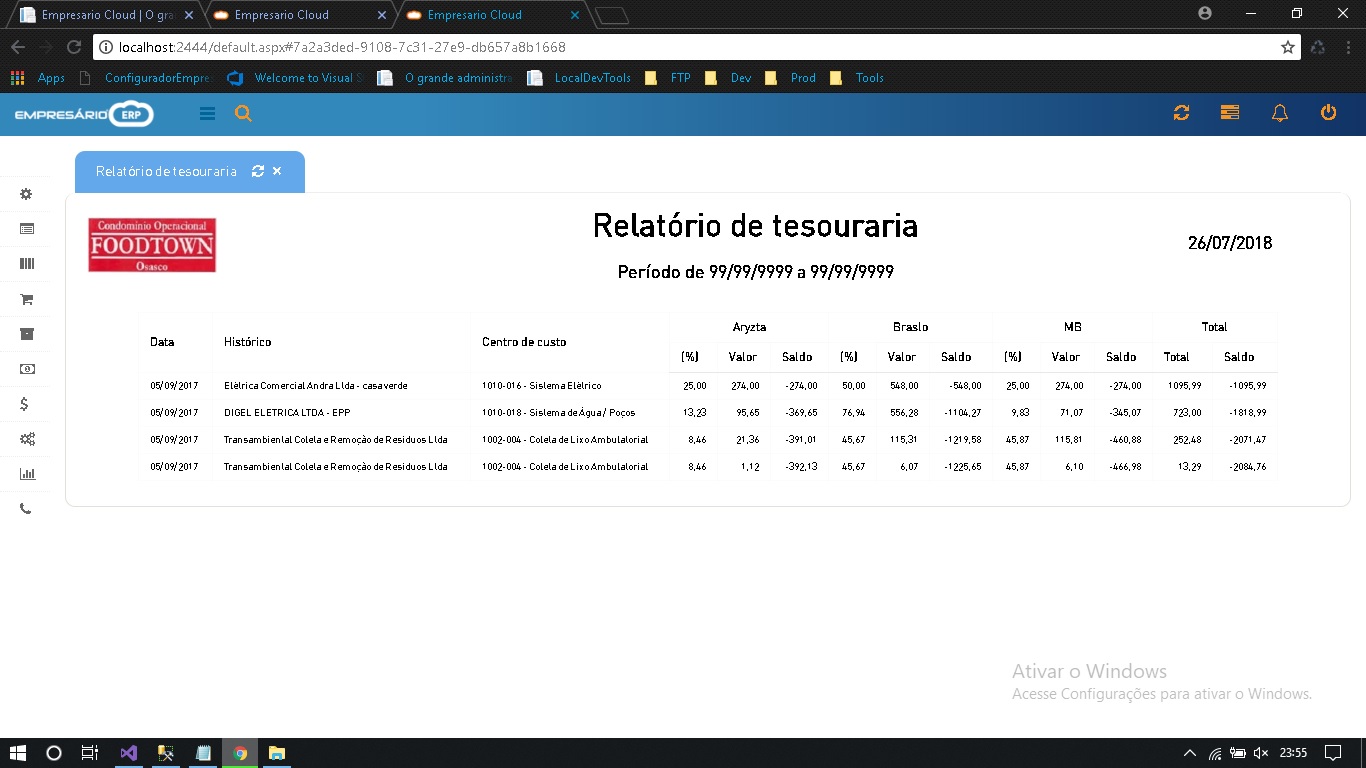 Empresario Cloud | O gra
Empresario Cloud
Empresario Cloud
localhost:2444/default.aspx#7a2a3ded-9108-7c31-27e9-db657a8b1668
Apps ConfiguradorEmpres Welcome to Visual S O grande administra LocalDevTools FTP Dev Prod Tools
EMPRESÁRIO ERP
Relatório de tesouraria
Condomínio Operacional
FOODTOWN
Osasco
Relatório de tesouraria
26/07/2018
Período de 99/99/9999 a 99/99/9999
Data Histórico Centro de custo Aryzta Braslo MB Total
(%) Valor Saldo (%) Valor Saldo (%) Valor Saldo Total Saldo
05/09/2017 Elétrica Comercial Andra Ltda - casa verde 1010-016 - Sistema Elétrico 25,00 274,00 -274,00 50,00 548,00 -548,00 25,00 274,00 -274,00 1095,99 -1095,99
05/09/2017 DIGEL ELETRICA LTDA - EPP 1010-018 - Sistema de Água / Poços 13,23 95,65 -369,65 76,94 556,28 -1104,27 9,83 71,07 -345,07 723,00 -1818,99
05/09/2017 Transambiental Coleta e Remoção de Residuos Ltda 1002-004 - Coleta de Lixo Ambulatorial 8,46 21,36 -391,01 45,67 115,31 -1219,58 45,87 115,81 -460,88 252,48 -2071,47
05/09/2017 Transambiental Coleta e Remoção de Residuos Ltda 1002-004 - Coleta de Lixo Ambulatorial 8,46 1,12 -392,13 45,67 6,07 -1225,65 45,87 6,10 -466,98 13,29 -2084,76
Ativar o Windows
Acesse Configurações para ativar o Windows.
23:55